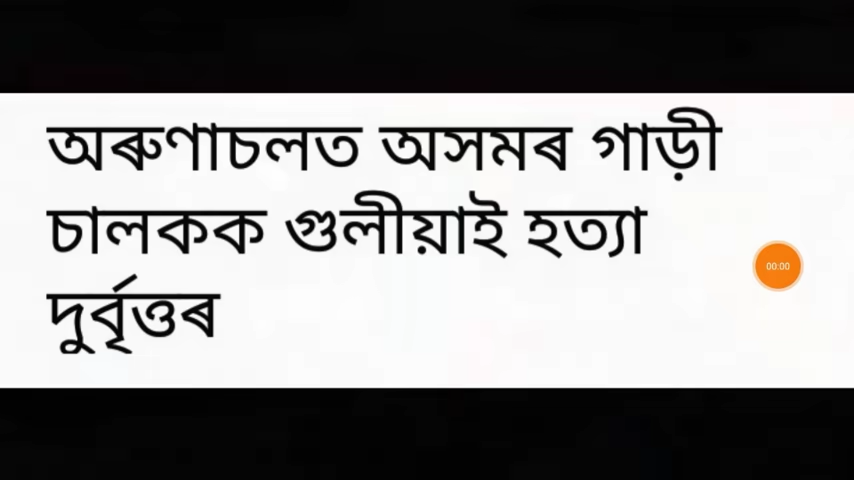 অৰুণাচলত অসমৰ গাড়ী
চালকক গুলীয়াই হত্যা
দুৰ্বৃত্তৰ
00:00